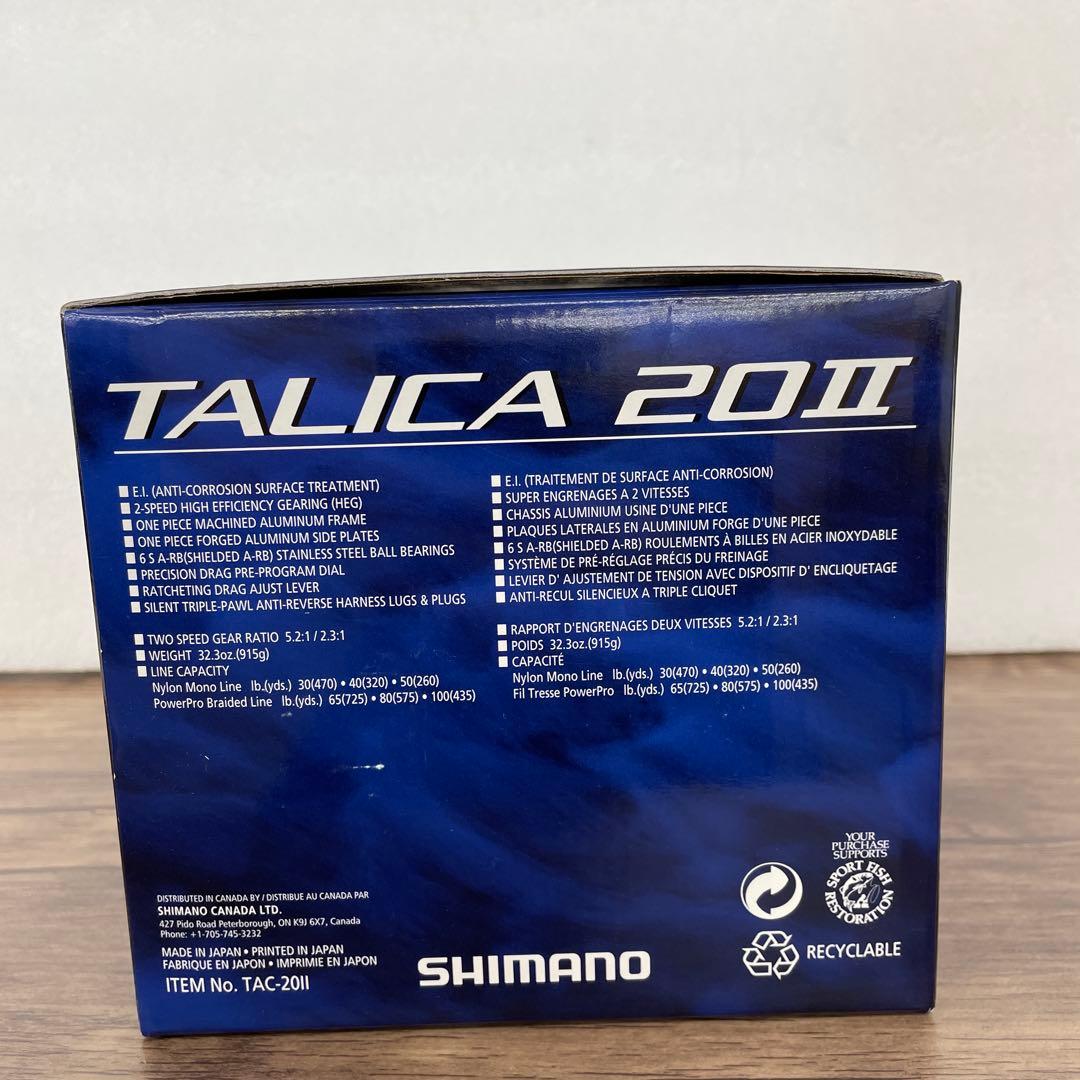 TALICA 20II
E.I. (ANTI-CORROSION SURFACE TREATMENT)
2-SPEED HIGH EFFICIENCY GEARING (HEG)
ONE PIECE MACHINED ALUMINUM FRAME
ONE PIECE FORGED ALUMINUM SIDE PLATES
6 S A-RB(SHIELDED A-RB) STAINLESS STEEL BALL BEARINGS
PRECISION DRAG PRE-PROGRAM DIAL
RATCHETING DRAG AJUST LEVER
SILENT TRIPLE-PAWL ANTI-REVERSE HARNESS LUGS & PLUGS
TWO SPEED GEAR RATIO 5.2:1 / 2.3:1
WEIGHT 32.3oz.(915g)
LINE CAPACITY
Nylon Mono Line lb.(yds.) 30(470) • 40(320) • 50(260)
PowerPro Braided Line lb.(yds.) 65(725) • 80(575) • 100(435)
E.I. (TRAITEMENT DE SURFACE ANTI-CORROSION)
SUPER ENGRENAGES A 2 VITESSES
CHASSIS ALUMINIUM USINE D'UNE PIECE
PLAQUES LATERALES EN ALUMINIUM FORGE D'UNE PIECE
6 S A-RB(SHIELDED A-RB) ROULEMENTS À BILLES EN ACIER INOXYDABLE
SYSTÈME DE PRÉ-RÉGLAGE PRÉCIS DU FREINAGE
LEVIER D' AJUSTEMENT DE TENSION AVEC DISPOSITIF D' ENCLIQUETAGE
ANTI-RECUL SILENCIEUX A TRIPLE CLIQUET
RAPPORT D'ENGRENAGES DEUX VITESSES 5.2:1 / 2.3:1
POIDS 32.3oz.(915g)
CAPACITÉ
Nylon Mono Line lb.(yds.) 30(470) • 40(320) • 50(260)
Fil Tresse PowerPro lb.(yds.) 65(725) • 80(575) • 100(435)
DISTRIBUTED IN CANADA BY / DISTRIBUE AU CANADA PAR
SHIMANO CANADA LTD.
427 Pido Road Peterborough, ON K9J 6X7, Canada
Phone: +1-705-745-3232
MADE IN JAPAN • PRINTED IN JAPAN
FABRIQUE EN JAPON • IMPRIMIE EN JAPON
ITEM No. TAC-20II
SHIMANO
YOUR
PURCHASE
SUPPORTS
SPORT FISH
RESTORATION
RECYCLABLE